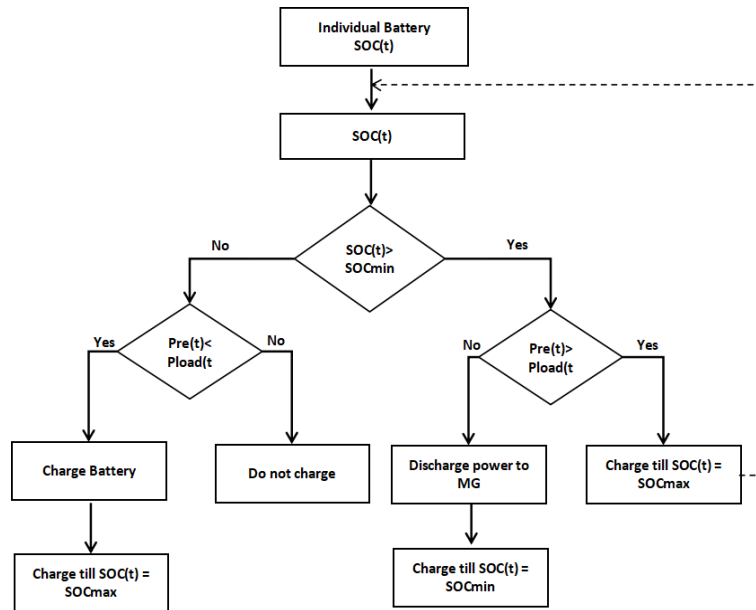 Individual Battery
SOC(t)
SOC(t)
SOC(t)>
SOCmin
No
Yes
Pre(t)<
Pload(t
Yes
No
Pre(t)>
Pload(t
No
Yes
Charge Battery
Do not charge
Discharge power to
MG
Charge till SOC(t) =
SOCmax
Charge till SOC(t) =
SOCmax
Charge till SOC(t) =
SOCmin